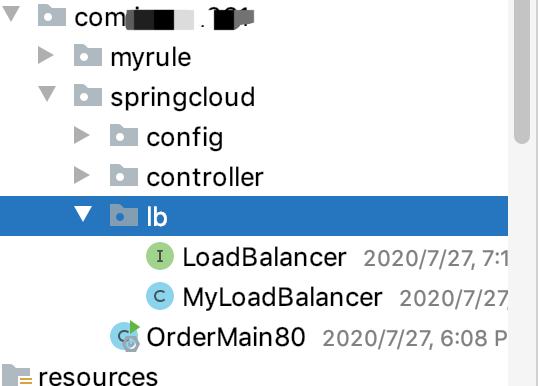 com
myrule
springcloud
config
controller
lb
LoadBalancer 2020/7/27, 7:1
MyLoadBalancer 2020/7/27,
OrderMain80 2020/7/27, 6:08 P
resources